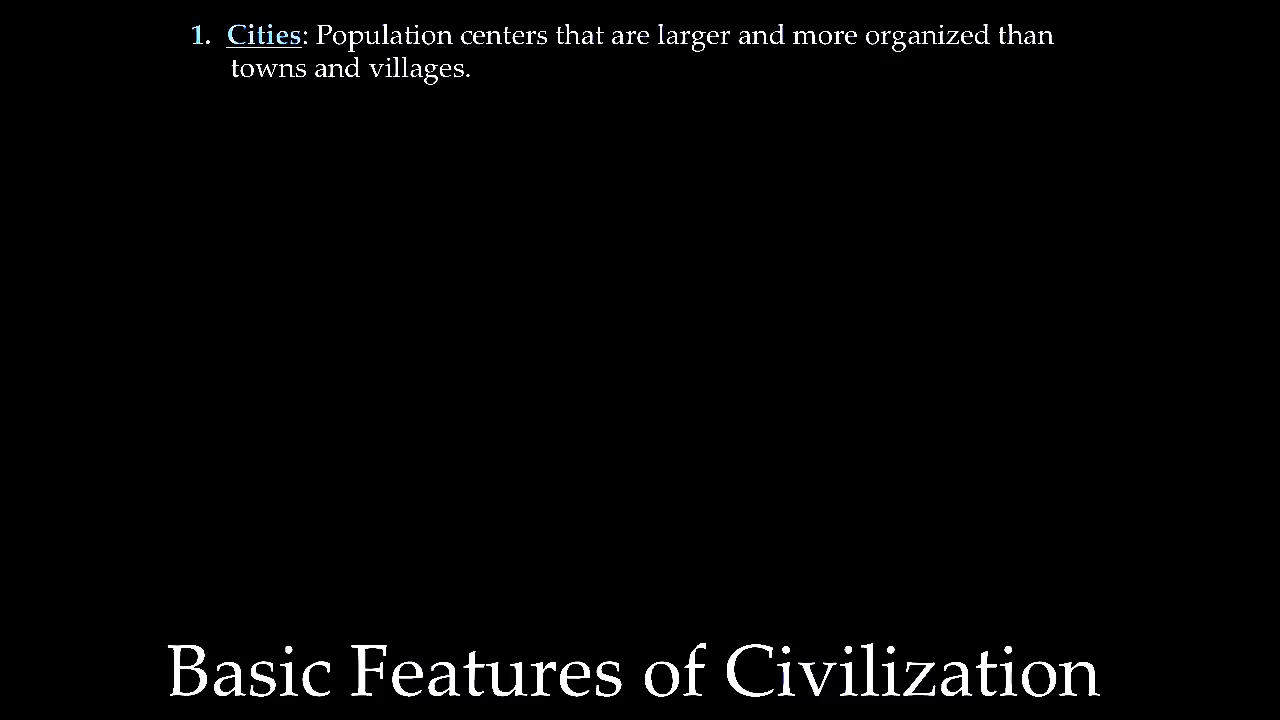 1. Cities: Population centers that are larger and more organized than
towns and villages.
Basic Features of Civilization